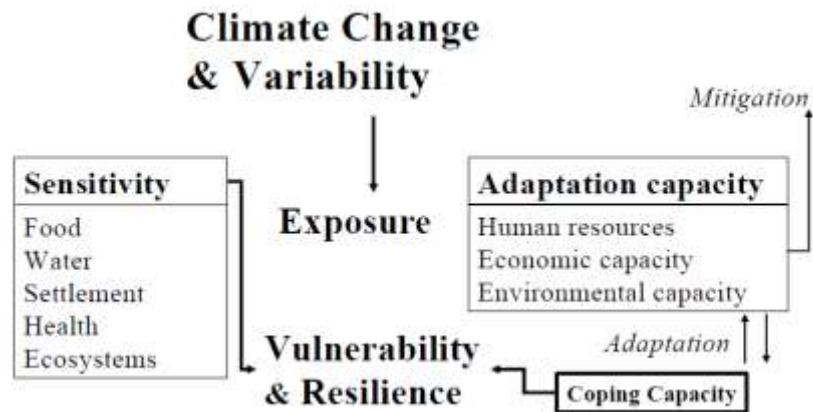 Climate Change
& Variability
Mitigation
Sensitivity
Food
Water
Settlement
Health
Ecosystems
Exposure
Adaptation capacity
Human resources
Economic capacity
Environmental capacity
Adaptation
Vulnerability
& Resilience
Coping Capacity